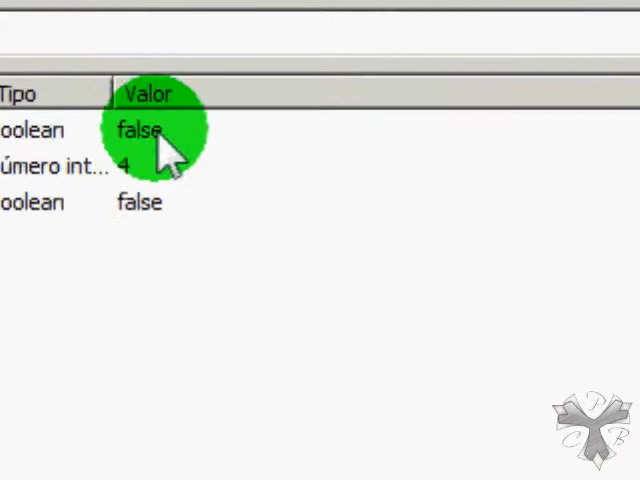 Tipo Valor
oolean false
úmero int... 4
oolean false
P
C B